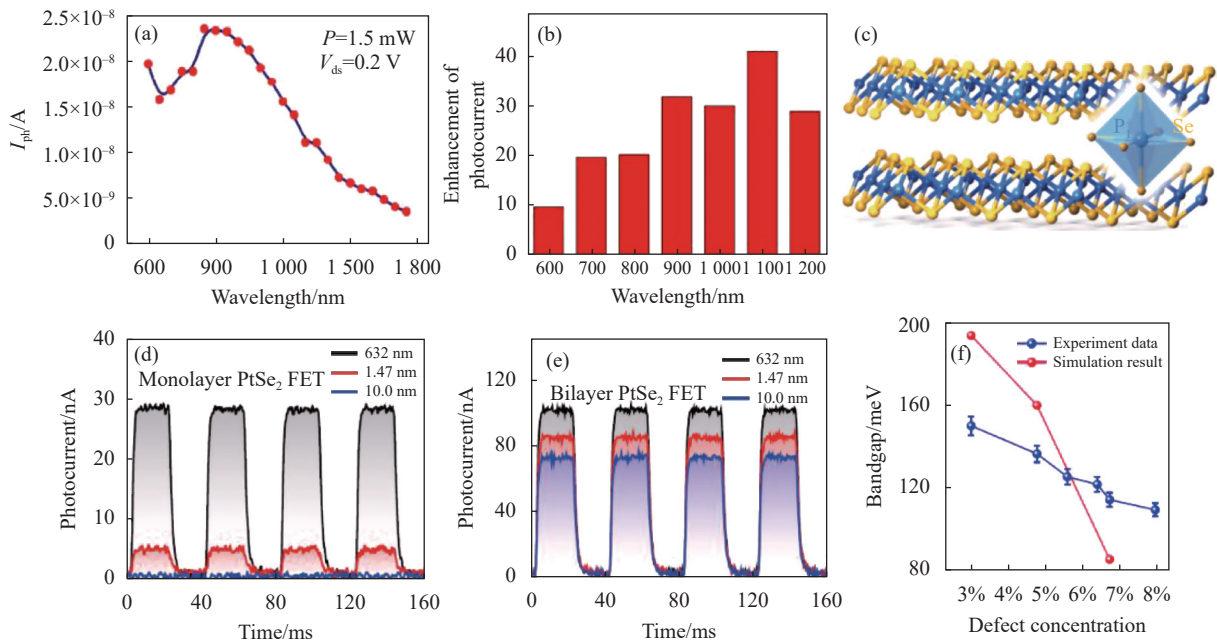 (a)
P=1.5 mW
Vds=0.2 V
2.5×10⁻⁸
2.0×10⁻⁸
1.5×10⁻⁸
1.0×10⁻⁸
5.0×10⁻⁹
0
Iph/A
600 900 1 000 1 500 1 800
Wavelength/nm
(b)
40
30
20
10
0
Enhancement of
photocurrent
600 700 800 900 1 000 1 100 1 200
Wavelength/nm
(c)
P Se
(d)
632 nm
1.47 nm
10.0 nm
Monolayer PtSe₂ FET
40
30
20
10
0
Photocurrent/nA
0 40 80 120 160
Time/ms
(e)
632 nm
1.47 nm
10.0 nm
Bilayer PtSe₂ FET
120
80
40
0
Photocurrent/nA
0 40 80 120 160
Time/ms
(f)
Experiment data
Simulation result
200
160
120
80
Bandgap/meV
3% 4% 5% 6% 7% 8%
Defect concentration